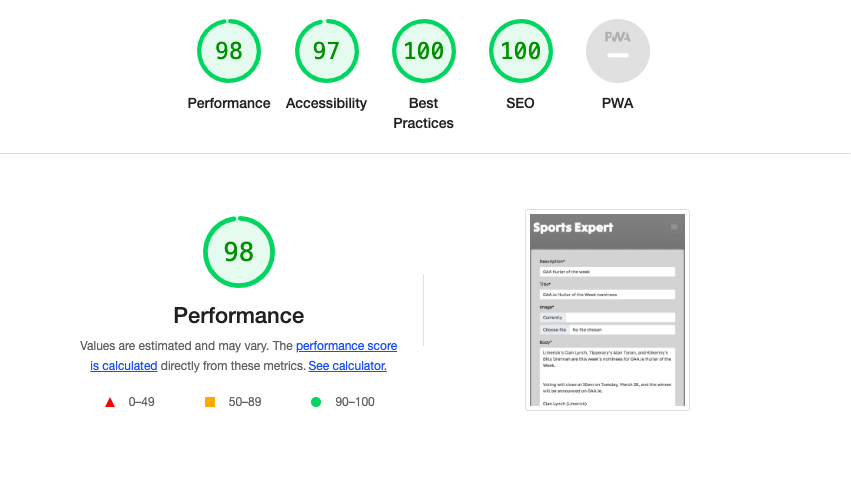 98
97
100
100
PWA
Performance
Accessibility
Best
Practices
SEO
PWA
98
Performance
Values are estimated and may vary. The performance score
is calculated directly from these metrics. See calculator.
0–49
50–89
90–100
Sports Expert
Description*
GAA Hurler of the week
Title*
GAA.ie Hurler of the Week nominees
Image*
Currently
Choose file No file chosen
Body*
Limerick's Cian Lynch, Tipperary's Alan Tynan, and Kilkenny's
Billy Drennan are this week's nominees for GAA.ie Hurler of the
Week.
Voting will close at 10am on Tuesday, March 28, and the winner
will be announced on GAA.ie.
Cian Lynch (Limerick)